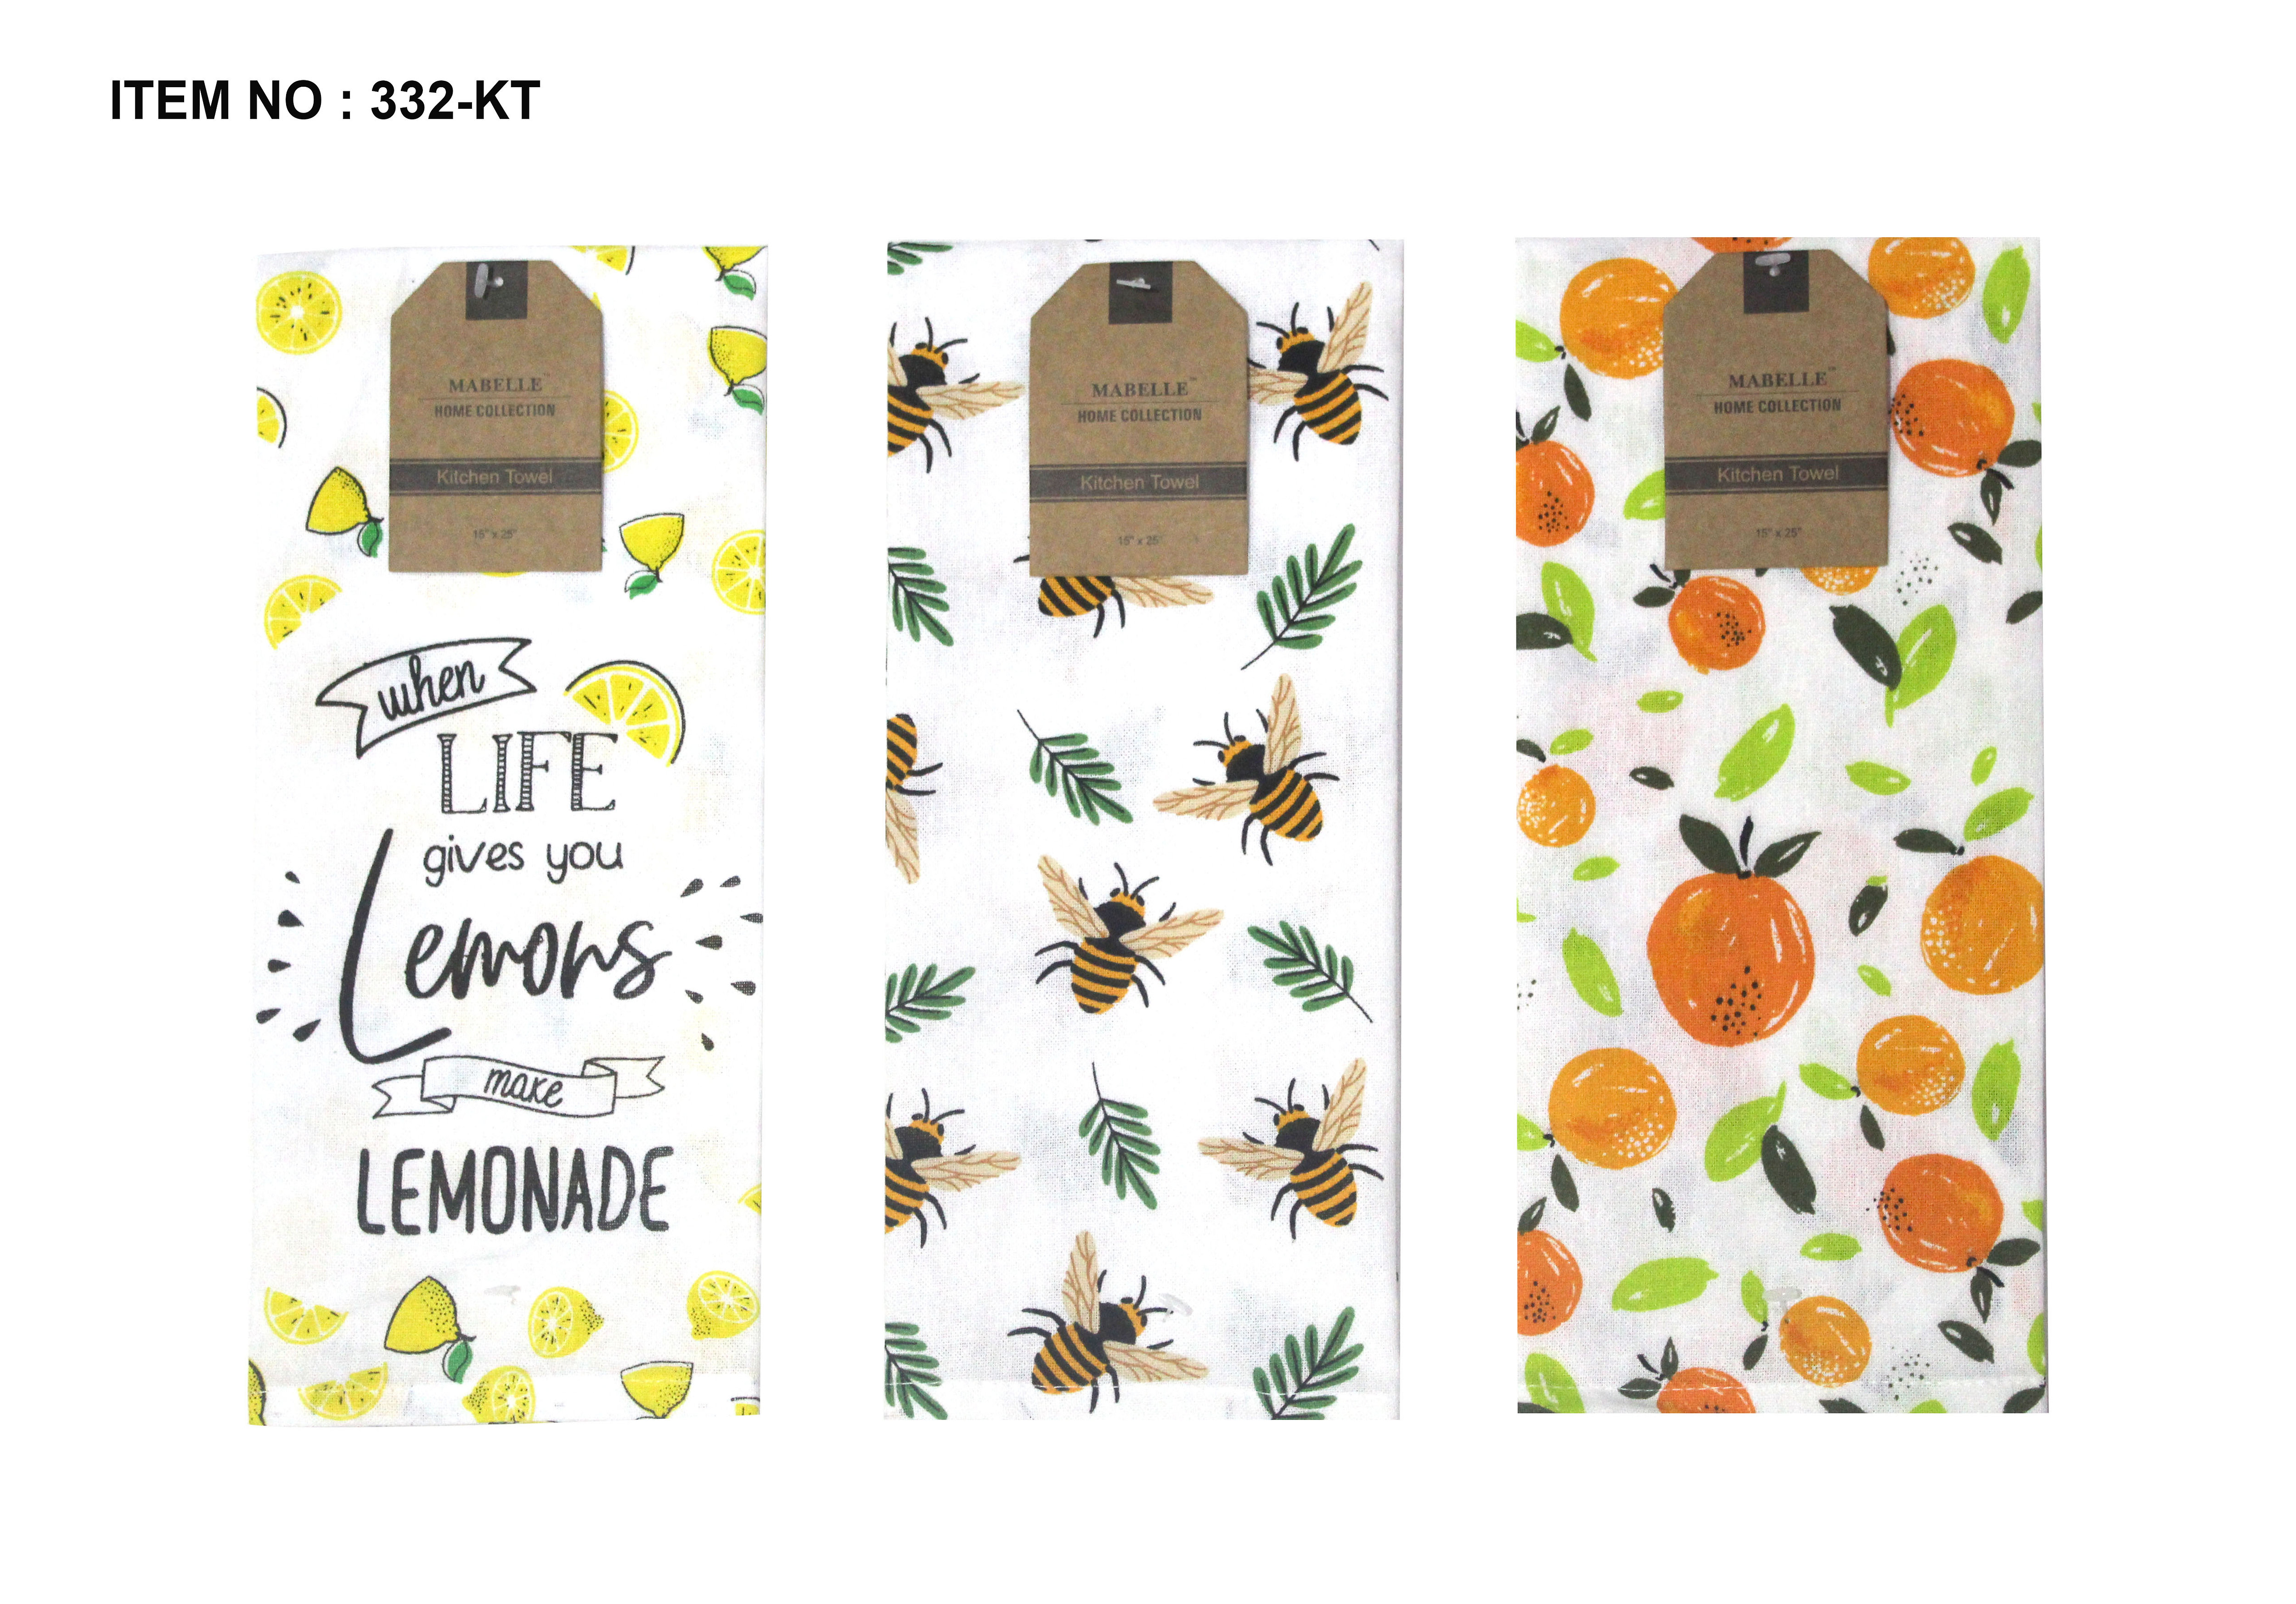 ITEM NO : 332-KT
MABELLE™
HOME COLLECTION
Kitchen Towel
15" x 25"
when
LIFE
gives you
Lemons
make
LEMONADE
MABELLE™
HOME COLLECTION
Kitchen Towel
15" x 25"
MABELLE™
HOME COLLECTION
Kitchen Towel
15" x 25"